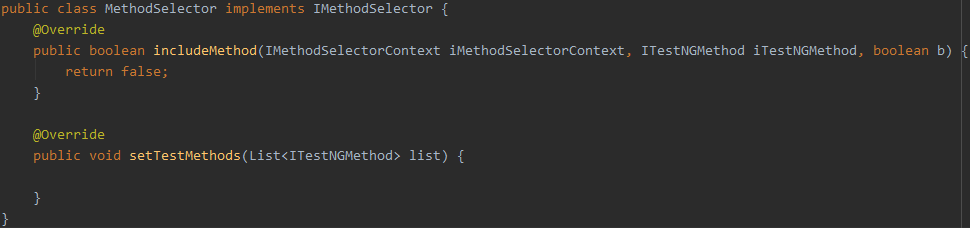 public class MethodSelector implements IMethodSelector {
    @Override
    public boolean includeMethod(IMethodSelectorContext iMethodSelectorContext, ITestNGMethod iTestNGMethod, boolean b) {
        return false;
    }

    @Override
    public void setTestMethods(List<ITestNGMethod> list) {

    }
}